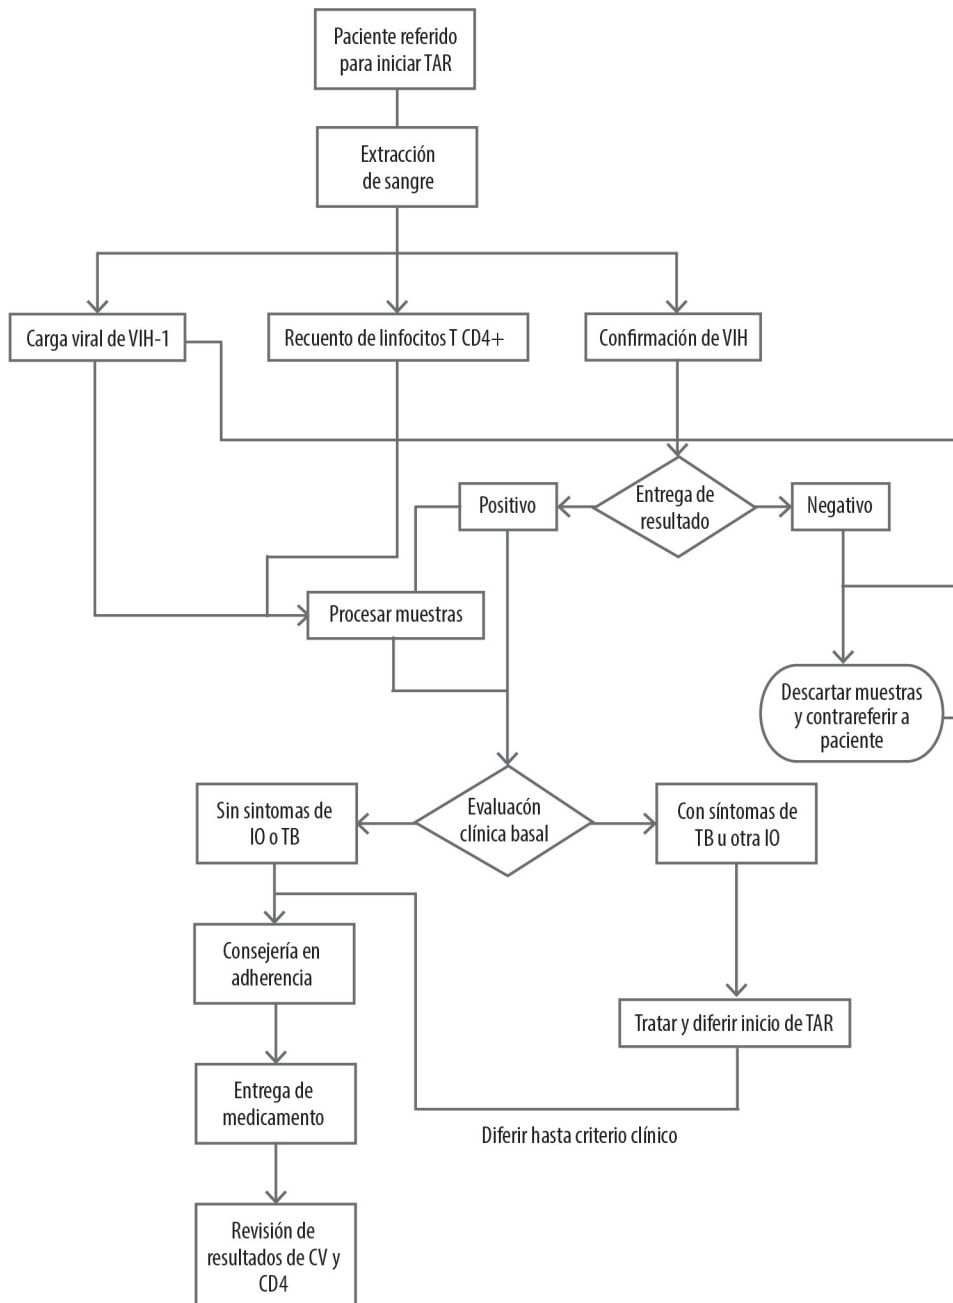 Paciente referido
para iniciar TAR
Extracción
de sangre
Carga viral de VIH-1
Recuento de linfocitos T CD4+
Confirmación de VIH
Entrega de
resultado
Positivo
Negativo
Procesar muestras
Descartar muestras
y contrareferir a
paciente
Evaluacón
clínica basal
Sin sintomas de
IO o TB
Con síntomas de
TB u otra IO
Consejería en
adherencia
Tratar y diferir inicio de TAR
Entrega de
medicamento
Diferir hasta criterio clínico
Revisión de
resultados de CV y
CD4